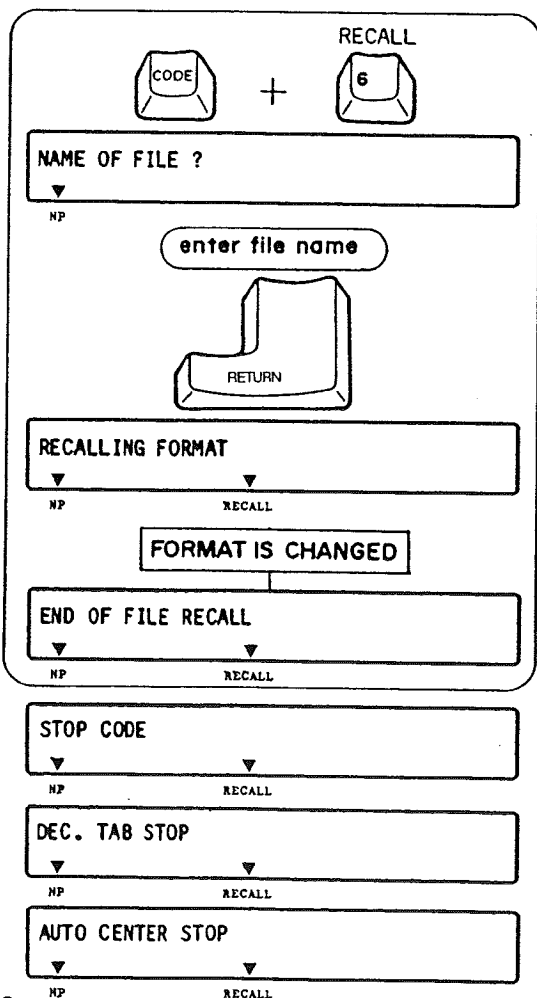 RECALL
CODE + 6
NAME OF FILE ?
NP
enter file name
RETURN
RECALLING FORMAT
NP RECALL
FORMAT IS CHANGED
END OF FILE RECALL
NP RECALL
STOP CODE
NP RECALL
DEC. TAB STOP
NP RECALL
AUTO CENTER STOP
NP RECALL